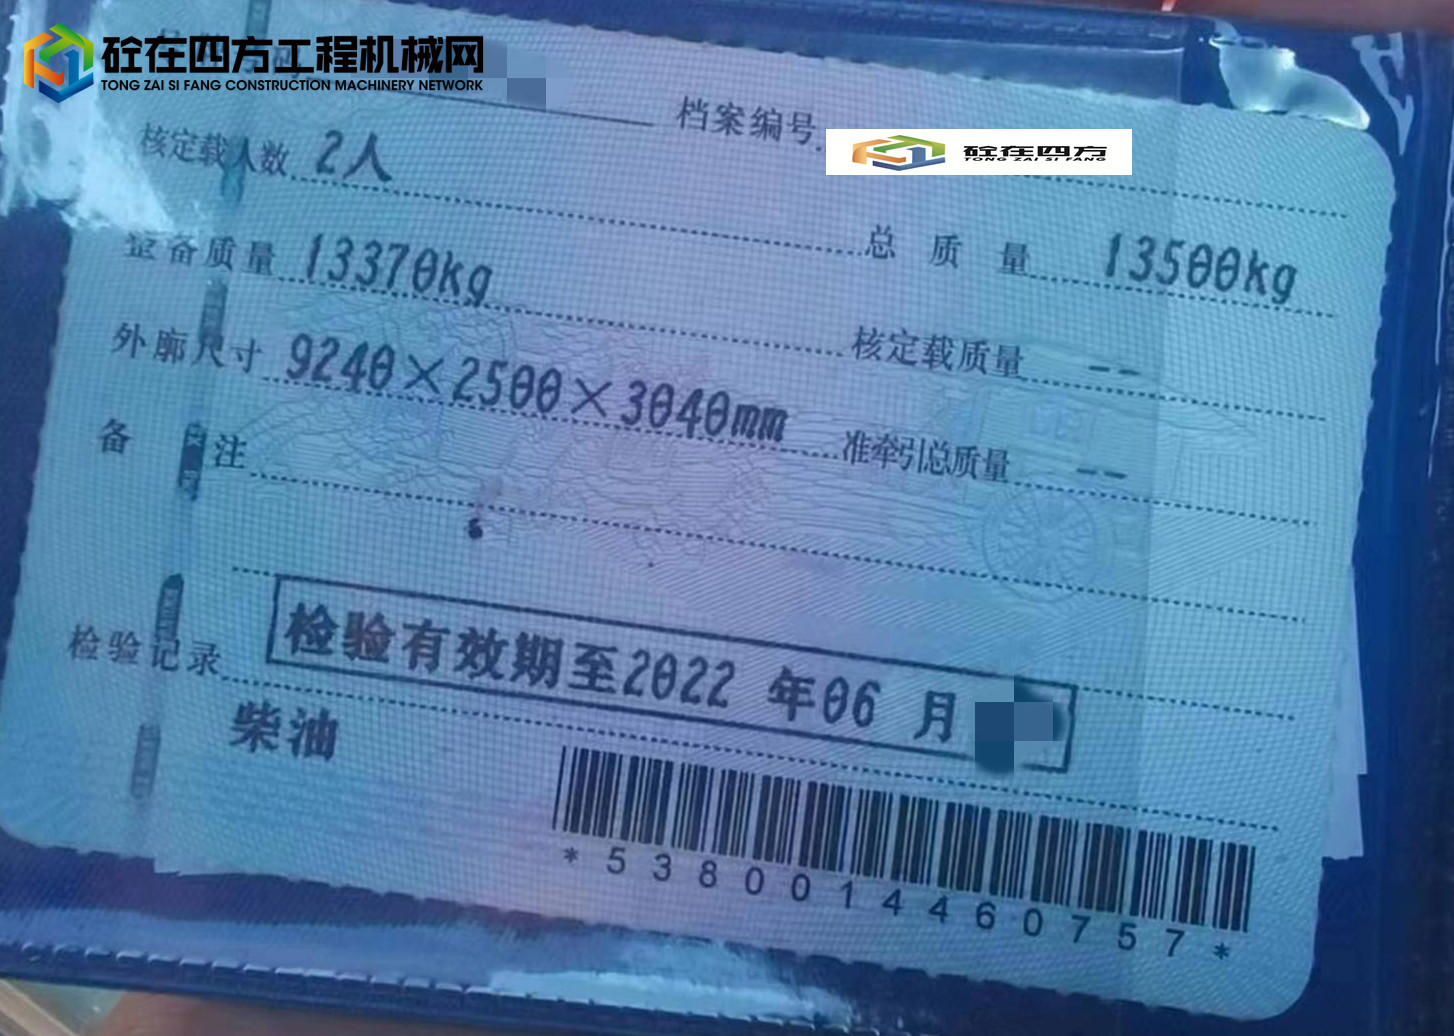 砼在四方工程机械网
TONG ZAI SI FANG CONSTRUCTION MACHINERY NETWORK
档案编号
砼在四方
TONG ZAI SI FANG
核定载人数 2人
总质量 13500kg
整备质量 13370kg
核定载质量 --
外廓尺寸 9240×2500×3040mm
准牵引总质量 --
备注
检验记录 检验有效期至2022年06月
柴油
*5380014460757*